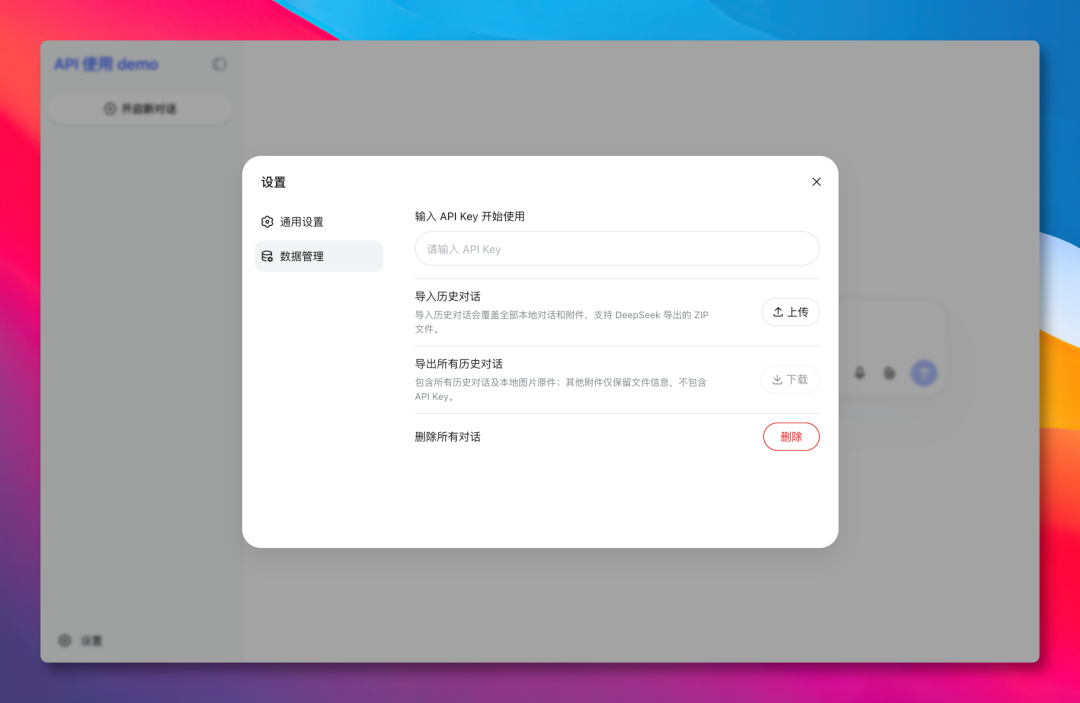 API 使用 demo
开启新对话
设置
通用设置
数据管理
输入 API Key 开始使用
请输入 API Key
导入历史对话
导入历史对话会覆盖全部本地对话和附件，支持 DeepSeek 导出的 ZIP
文件。
上传
导出所有历史对话
包含所有历史对话及本地图片原件；其他附件仅保留文件信息，不包含
API Key。
下载
删除所有对话
删除
设置